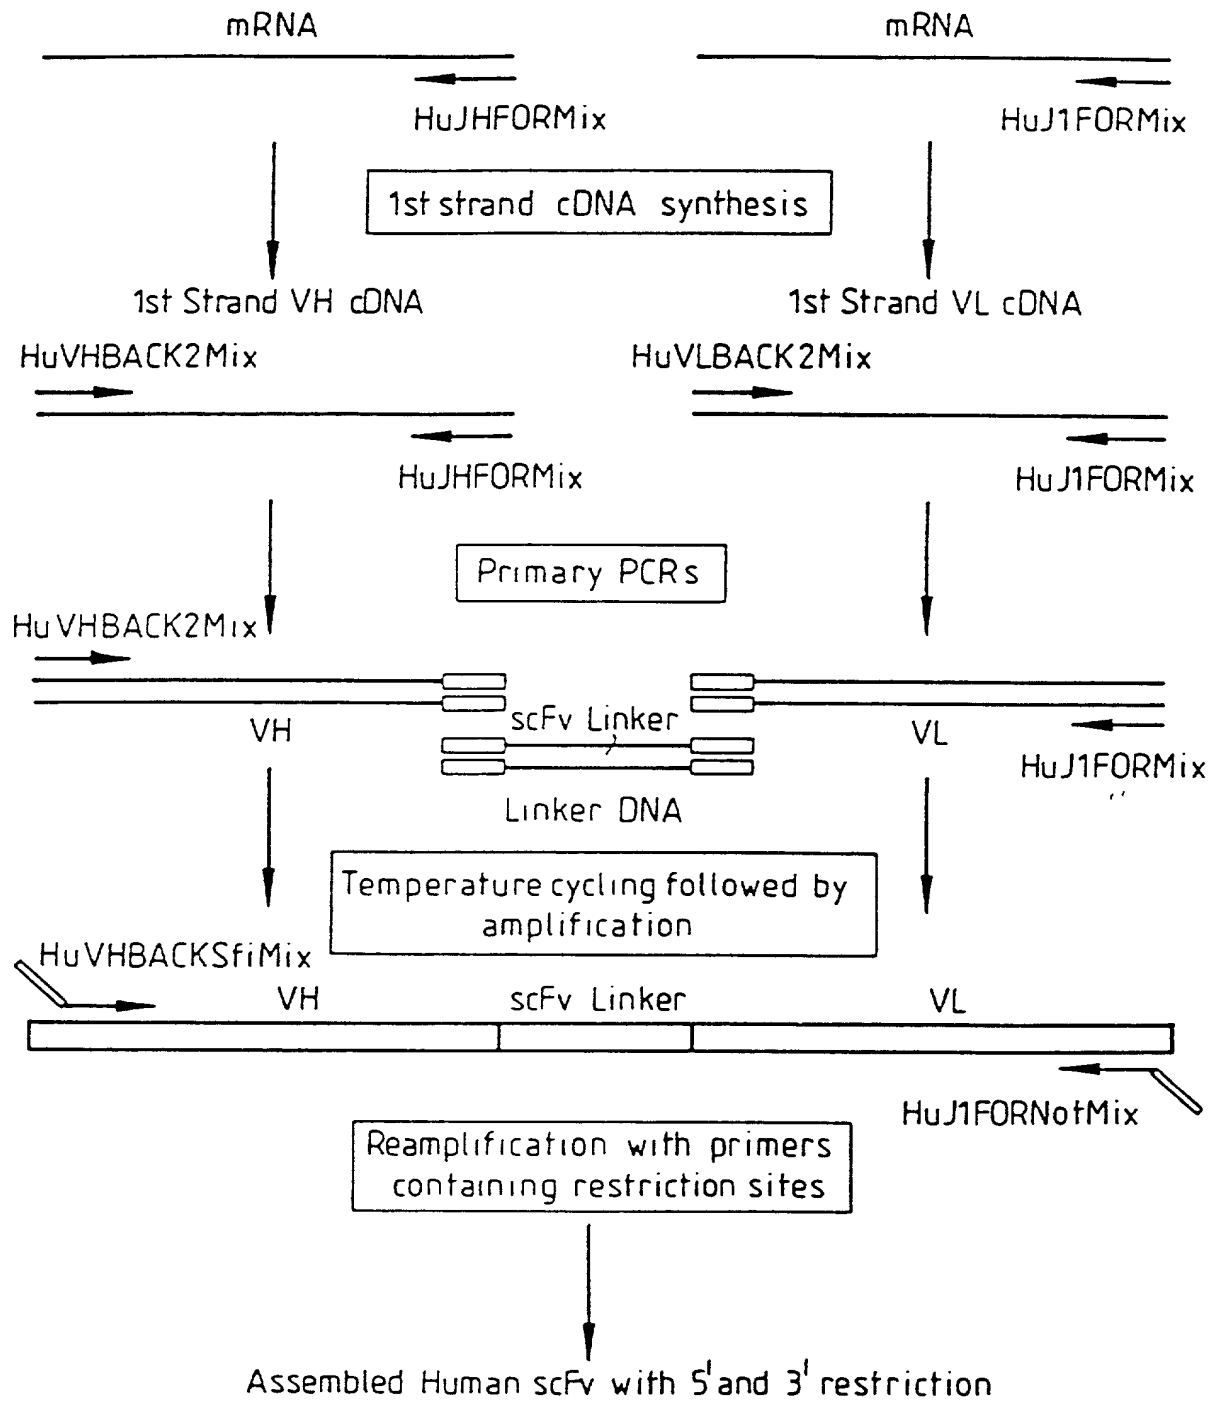 mRNA
mRNA
HuJHFORMix
HuJ1FORMix
1st strand cDNA synthesis
1st Strand VH cDNA
1st Strand VL cDNA
HuVHBACK2Mix
HuVLBACK2Mix
HuJHFORMix
HuJ1FORMix
Primary PCRs
HuVHBACK2Mix
scFv Linker
VH
VL
HuJ1FORMix
Linker DNA
Temperature cycling followed by
amplification
HuVHBACKSfiMix
VH
scFv Linker
VL
HuJ1FORNotMix
Reamplification with primers
containing restriction sites
Assembled Human scFv with 5' and 3' restriction